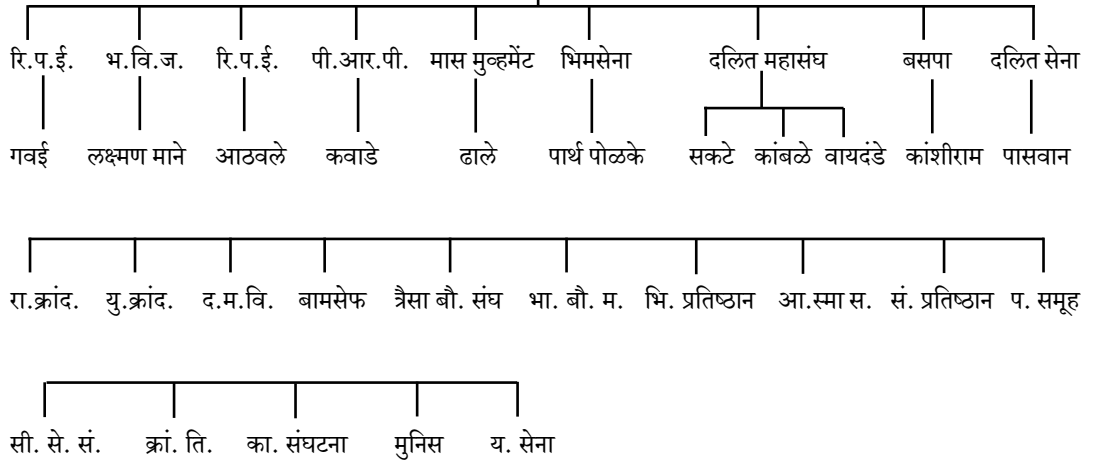 रि.प.ई. भ.वि.ज. रि.प.ई. पी.आर.पी. मास मुव्हमेंट भिमसेना दलित महासंघ बसपा दलित सेना
गवई लक्ष्मण माने आठवले कवाडे ढाले पार्थ पोळके सकटे कांबळे वायदंडे कांशीराम पासवान
रा.क्रांद. यु.क्रांद. द.म.वि. बामसेफ त्रैसा बौ. संघ भा. बौ. म. भि. प्रतिष्ठान आ.स्मा स. सं. प्रतिष्ठान प. समूह
सी. से. सं. क्रां. ति. का. संघटना मुनिस य. सेना